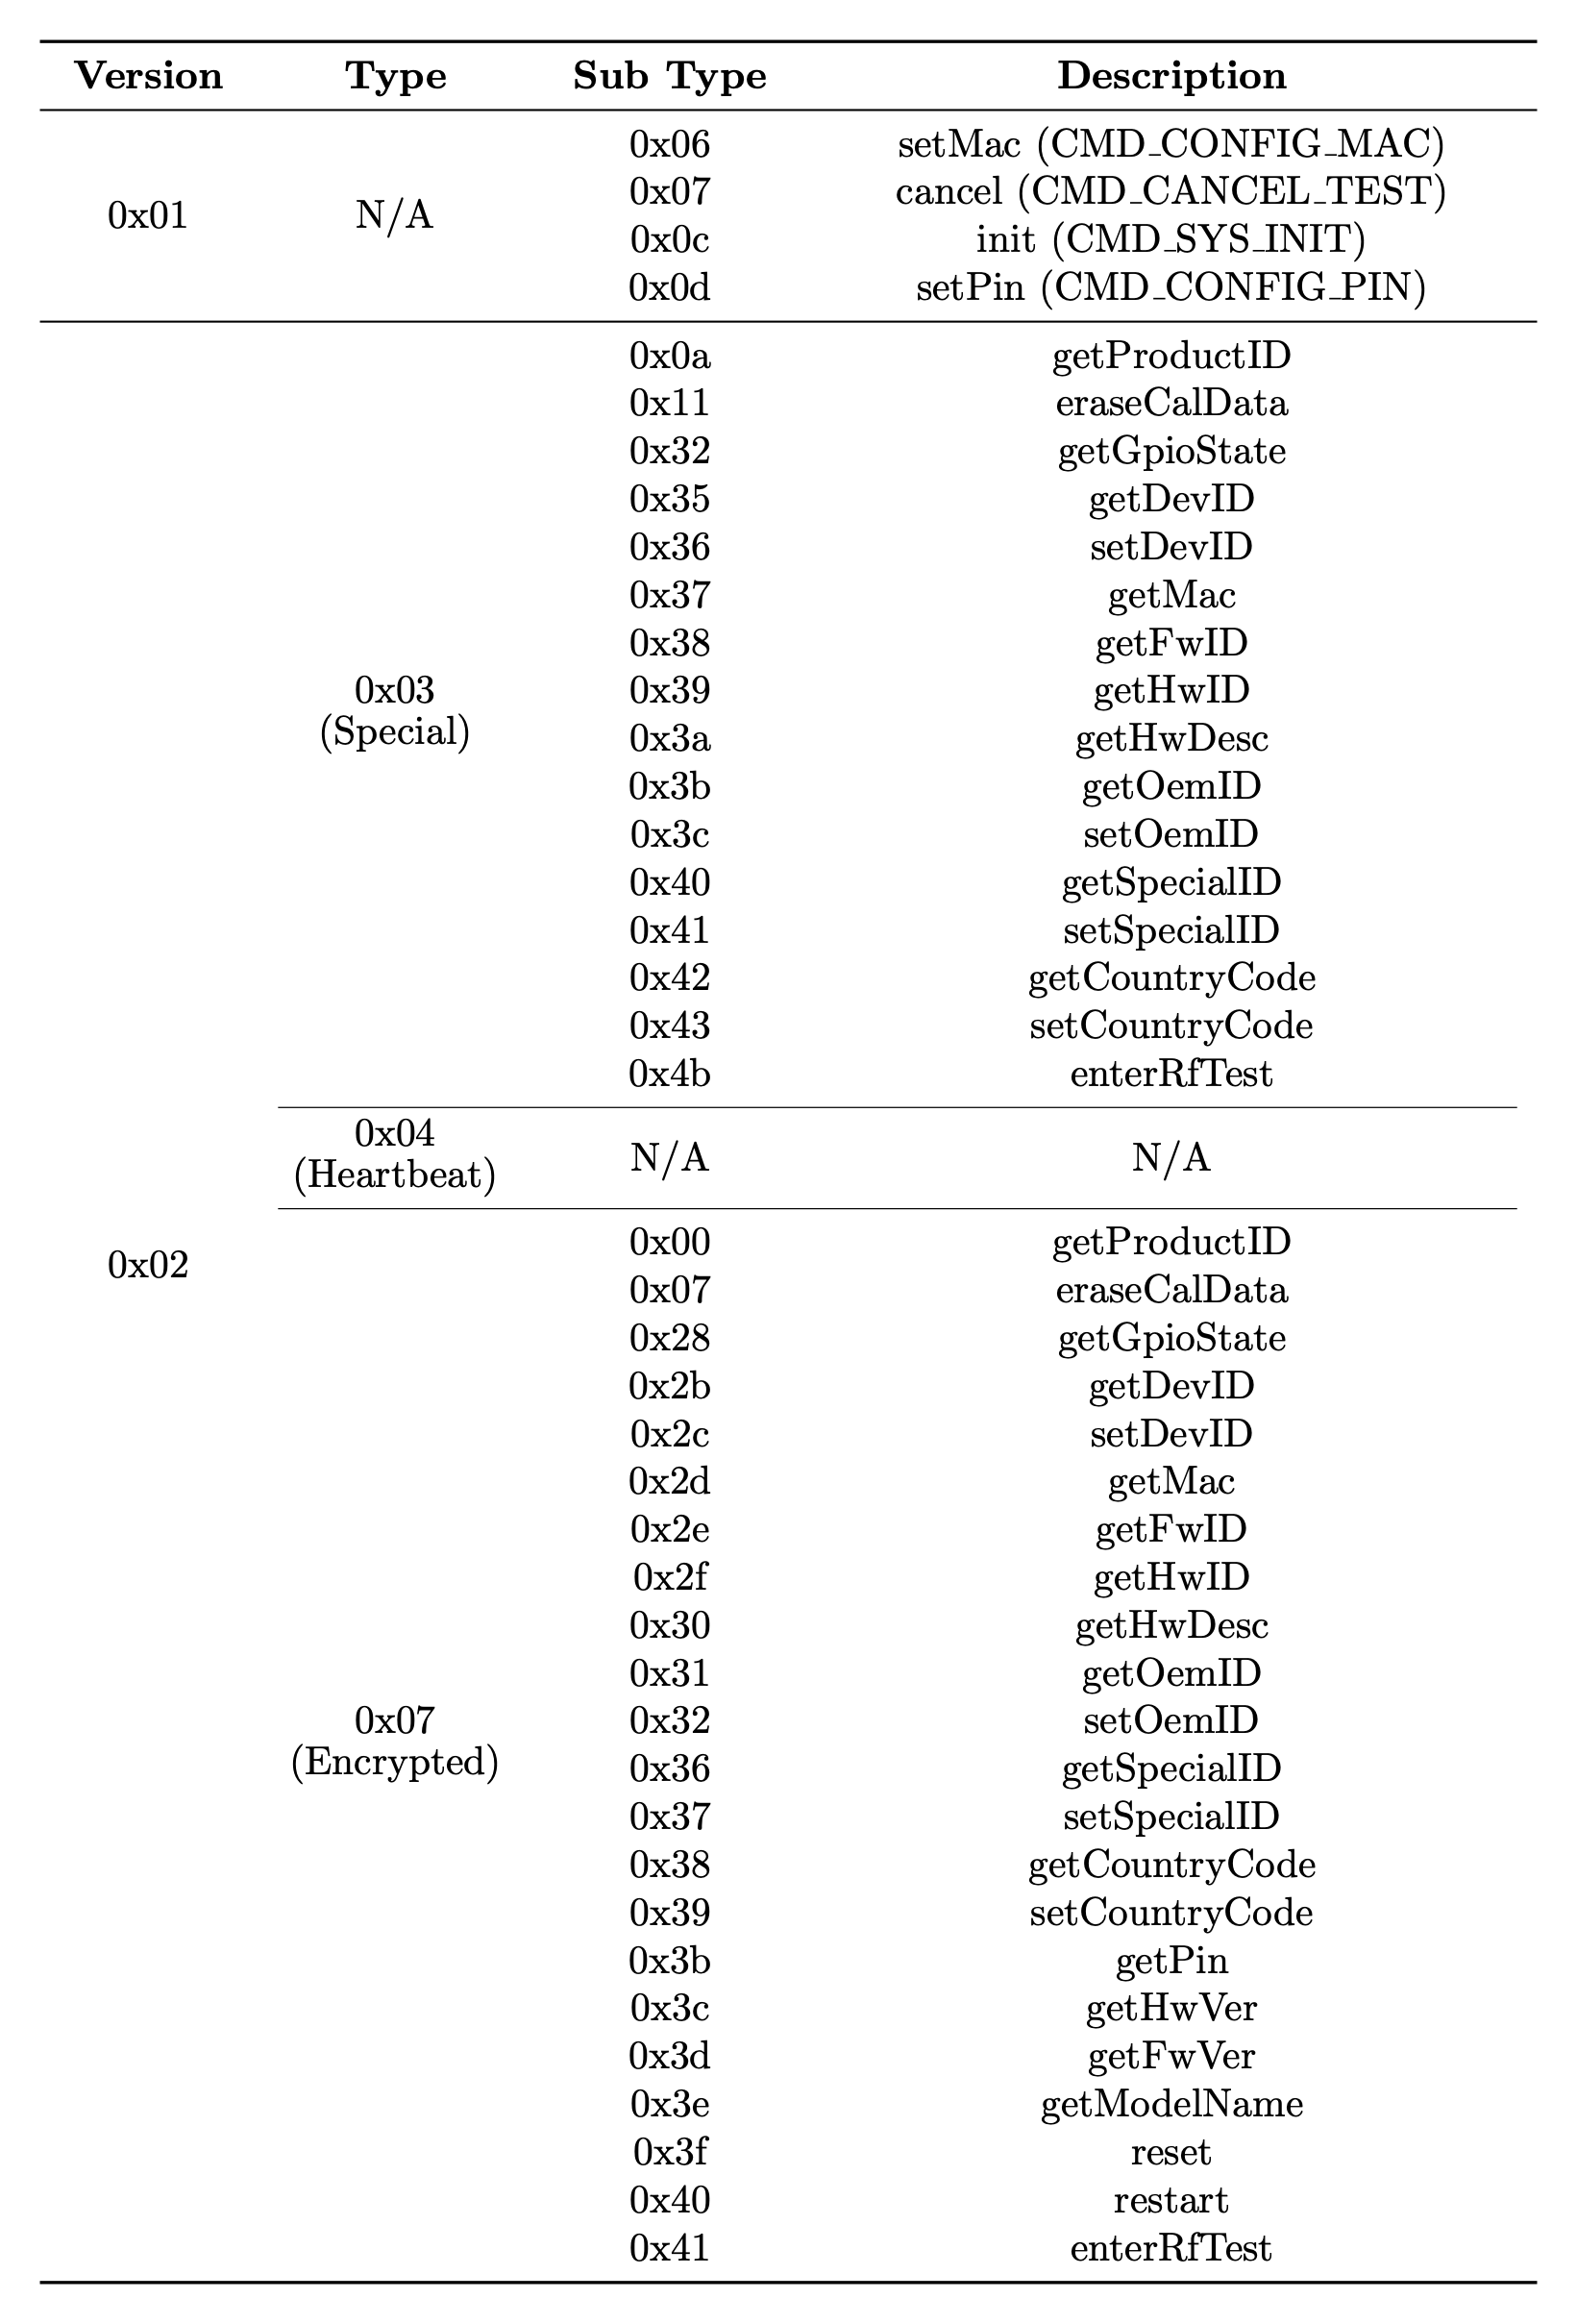 Version Type Sub Type Description
0x01 N/A
0x06 setMac (CMD_CONFIG_MAC)
0x07 cancel (CMD_CANCEL_TEST)
0x0c init (CMD_SYS_INIT)
0x0d setPin (CMD_CONFIG_PIN)
0x02
0x03
(Special)
0x0a getProductID
0x11 eraseCalData
0x32 getGpioState
0x35 getDevID
0x36 setDevID
0x37 getMac
0x38 getFwID
0x39 getHwID
0x3a getHwDesc
0x3b getOemID
0x3c setOemID
0x40 getSpecialID
0x41 setSpecialID
0x42 getCountryCode
0x43 setCountryCode
0x4b enterRfTest
0x04
(Heartbeat)
N/A N/A
0x07
(Encrypted)
0x00 getProductID
0x07 eraseCalData
0x28 getGpioState
0x2b getDevID
0x2c setDevID
0x2d getMac
0x2e getFwID
0x2f getHwID
0x30 getHwDesc
0x31 getOemID
0x32 setOemID
0x36 getSpecialID
0x37 setSpecialID
0x38 getCountryCode
0x39 setCountryCode
0x3b getPin
0x3c getHwVer
0x3d getFwVer
0x3e getModelName
0x3f reset
0x40 restart
0x41 enterRfTest